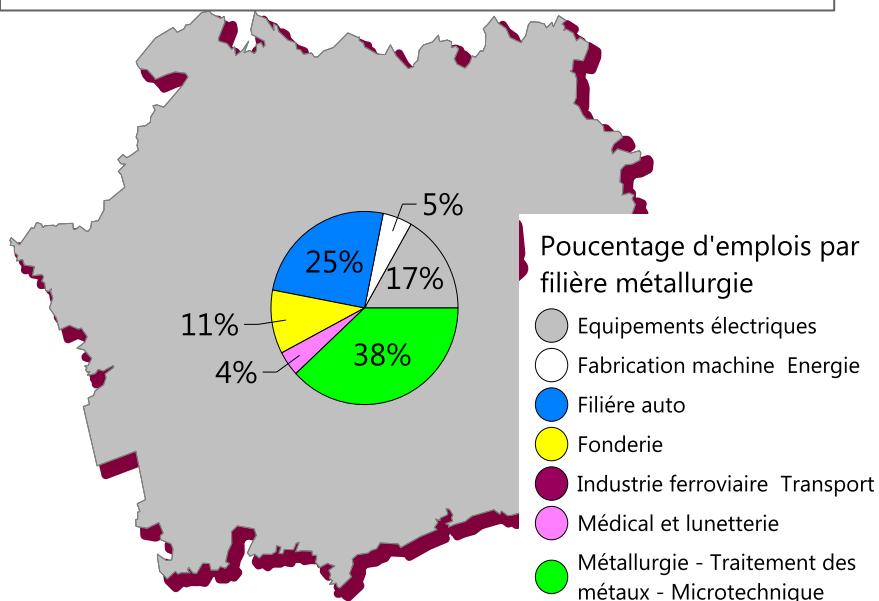 5%
25%
17%
11%
38%
4%
Poucentage d'emplois par
filière métallurgie
Equipements électriques
Fabrication machine Energie
Filiére auto
Fonderie
Industrie ferroviaire Transport
Médical et lunetterie
Métallurgie - Traitement des
métaux - Microtechnique